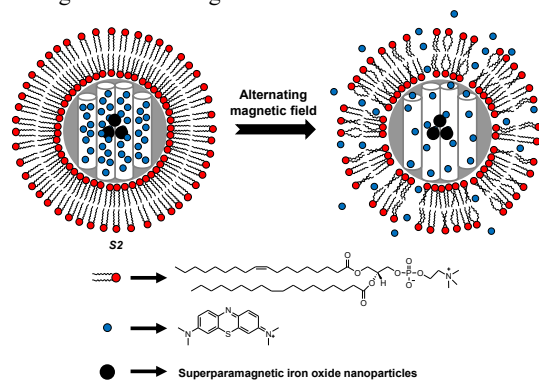 Alternating
magnetic field
S2
O
O
O
O
H
O
P
O
O⁻
O
N⁺
N
N
S
N⁺
Superparamagnetic iron oxide nanoparticles